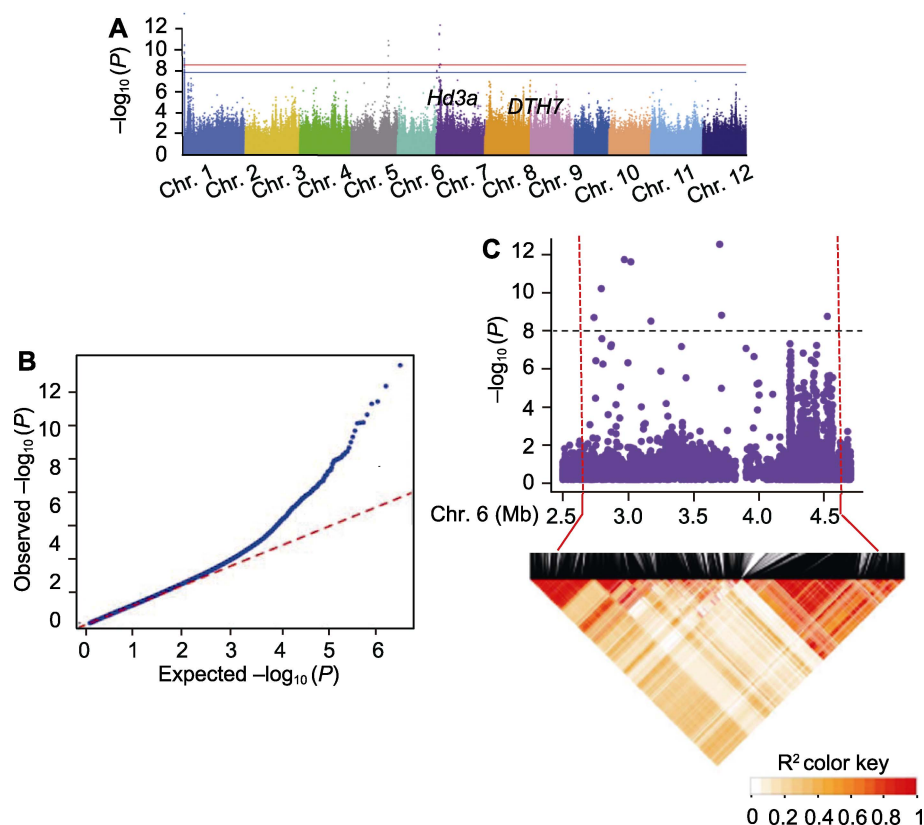 A
12
10
8
6
4
2
0
–log₁₀(P)
Hd3a
DTH7
Chr. 1
Chr. 2
Chr. 3
Chr. 4
Chr. 5
Chr. 6
Chr. 7
Chr. 8
Chr. 9
Chr. 10
Chr. 11
Chr. 12
C
12
10
8
6
4
2
0
–log₁₀(P)
Chr. 6 (Mb) 2.5 3.0 3.5 4.0 4.5
B
12
10
8
6
4
2
0
Observed –log₁₀(P)
0 1 2 3 4 5 6
Expected –log₁₀(P)
R² color key
0 0.2 0.4 0.6 0.8 1